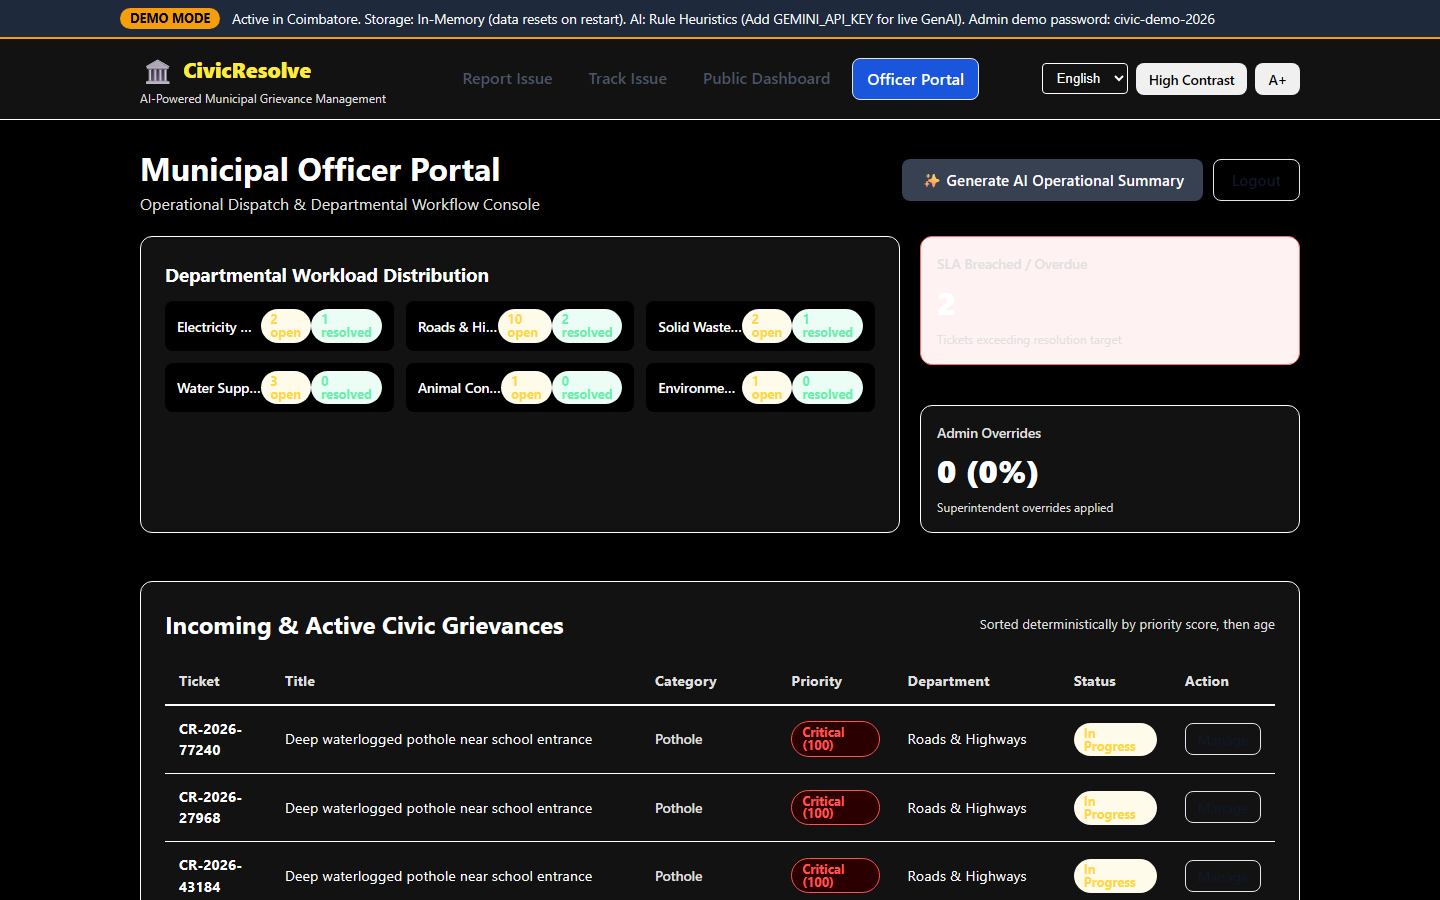 DEMO MODE Active in Coimbatore. Storage: In-Memory (data resets on restart). AI: Rule Heuristics (Add GEMINI_API_KEY for live GenAI). Admin demo password: civic-demo-2026
CivicResolve
AI-Powered Municipal Grievance Management
Report Issue
Track Issue
Public Dashboard
Officer Portal
English
High Contrast
A+
Municipal Officer Portal
Operational Dispatch & Departmental Workflow Console
✨ Generate AI Operational Summary
Logout
Departmental Workload Distribution
Electricity ...
2
open
1
resolved
Roads & Hi...
10
open
2
resolved
Solid Waste...
2
open
1
resolved
Water Supp...
3
open
0
resolved
Animal Con...
1
open
0
resolved
Environme...
1
open
0
resolved
SLA Breached / Overdue
2
Tickets exceeding resolution target
Admin Overrides
0 (0%)
Superintendent overrides applied
Incoming & Active Civic Grievances
Sorted deterministically by priority score, then age
Ticket Title Category Priority Department Status Action
CR-2026-
77240
Deep waterlogged pothole near school entrance
Pothole
Critical
(100)
Roads & Highways
In
Progress
Manage
CR-2026-
27968
Deep waterlogged pothole near school entrance
Pothole
Critical
(100)
Roads & Highways
In
Progress
Manage
CR-2026-
43184
Deep waterlogged pothole near school entrance
Pothole
Critical
(100)
Roads & Highways
In
Progress
Manage